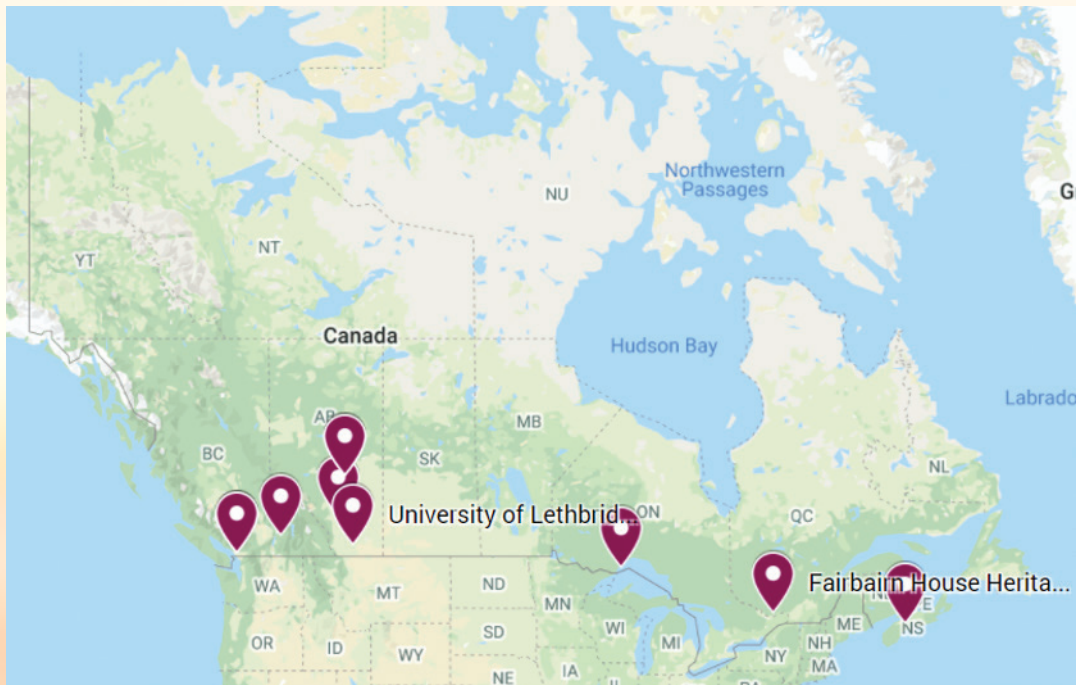 Northwestern
Passages
G
NU
NT
YT
Canada
Hudson Bay
Labrado
AB
MB
BC
SK
NL
University of Lethbrid...
ON
QC
Fairbairn House Herita...
WA
MT
ND
MN
NS
ME
OR
ID
SD
WI
MI
NY
NH
MA
WY
IA
NE